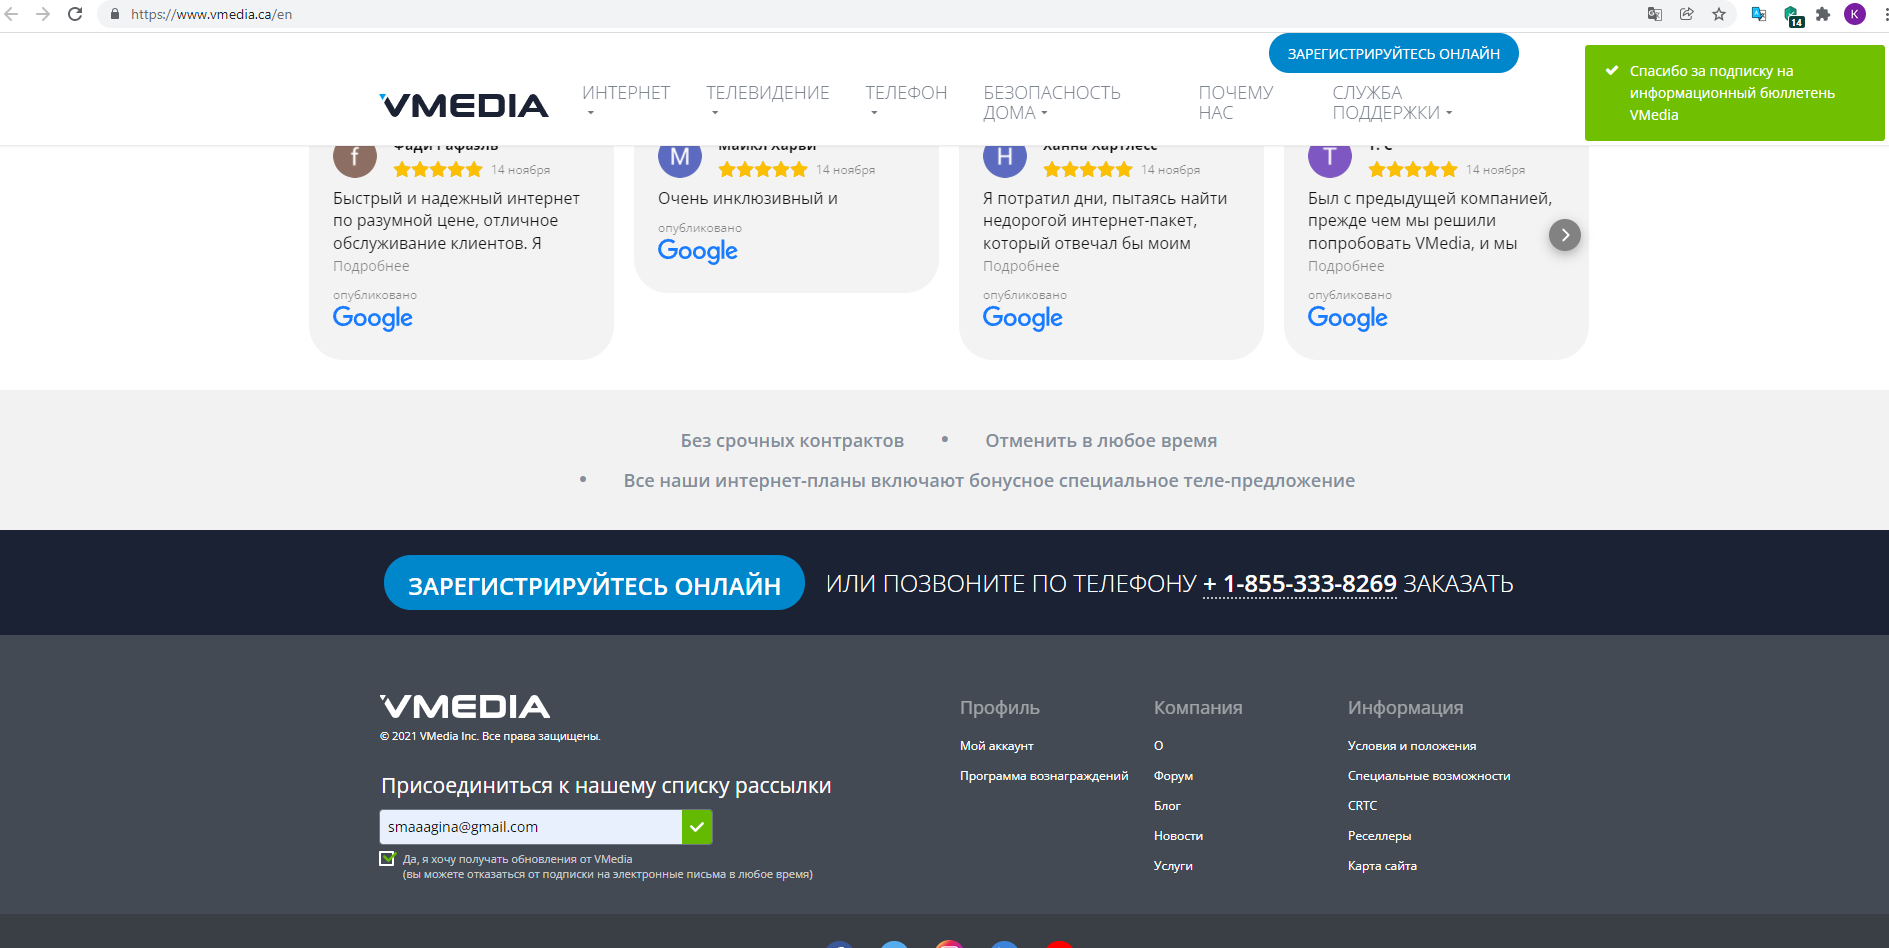 https://www.vmedia.ca/en
14
K
ЗАРЕГИСТРИРУЙТЕСЬ ОНЛАЙН
Спасибо за подписку на
информационный бюллетень
VMedia
VMEDIA
ИНТЕРНЕТ
ТЕЛЕВИДЕНИЕ
ТЕЛЕФОН
БЕЗОПАСНОСТЬ
ДОМА
ПОЧЕМУ
НАС
СЛУЖБА
ПОДДЕРЖКИ
f
Фади Рафаэль
14 ноября
Быстрый и надежный интернет
по разумной цене, отличное
обслуживание клиентов. Я
Подробнее
опубликовано
Google
M
Майкл Харви
14 ноября
Очень инклюзивный и
опубликовано
Google
H
Ханна Хартлесс
14 ноября
Я потратил дни, пытаясь найти
недорогой интернет-пакет,
который отвечал бы моим
Подробнее
опубликовано
Google
T
Т. С
14 ноября
Был с предыдущей компанией,
прежде чем мы решили
попробовать VMedia, и мы
Подробнее
опубликовано
Google
Без срочных контрактов • Отменить в любое время
• Все наши интернет-планы включают бонусное специальное теле-предложение
ЗАРЕГИСТРИРУЙТЕСЬ ОНЛАЙН ИЛИ ПОЗВОНИТЕ ПО ТЕЛЕФОНУ + 1-855-333-8269 ЗАКАЗАТЬ
VMEDIA
© 2021 VMedia Inc. Все права защищены.
Присоединиться к нашему списку рассылки
smaaagina@gmail.com
Да, я хочу получать обновления от VMedia
(вы можете отказаться от подписки на электронные письма в любое время)
Профиль
Мой аккаунт
Программа вознаграждений
Компания
О
Форум
Блог
Новости
Услуги
Информация
Условия и положения
Специальные возможности
CRTC
Реселлеры
Карта сайта